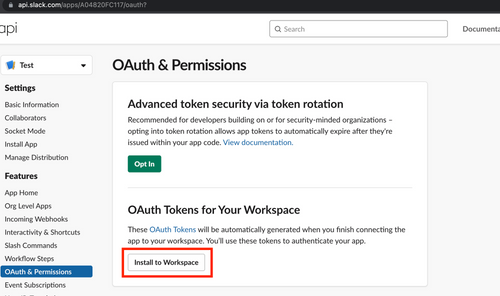 api.slack.com/apps/A04820FC117/oauth?
api
Search
Documenta
Test
OAuth & Permissions
Settings
Basic Information
Collaborators
Socket Mode
Install App
Manage Distribution
Features
App Home
Org Level Apps
Incoming Webhooks
Interactivity & Shortcuts
Slash Commands
Workflow Steps
OAuth & Permissions
Event Subscriptions
Advanced token security via token rotation
Recommended for developers building on or for security-minded organizations –
opting into token rotation allows app tokens to automatically expire after they're
issued within your app code. View documentation.
Opt In
OAuth Tokens for Your Workspace
These OAuth Tokens will be automatically generated when you finish connecting the
app to your workspace. You'll use these tokens to authenticate your app.
Install to Workspace